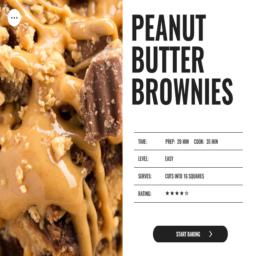 PEANUT
BUTTER
BROWNIES
TIME: PREP: 20 MIN COOK: 35 MIN
LEVEL: EASY
SERVES: CUTS INTO 16 SQUARES
RATING: ★★★★☆
START BAKING >